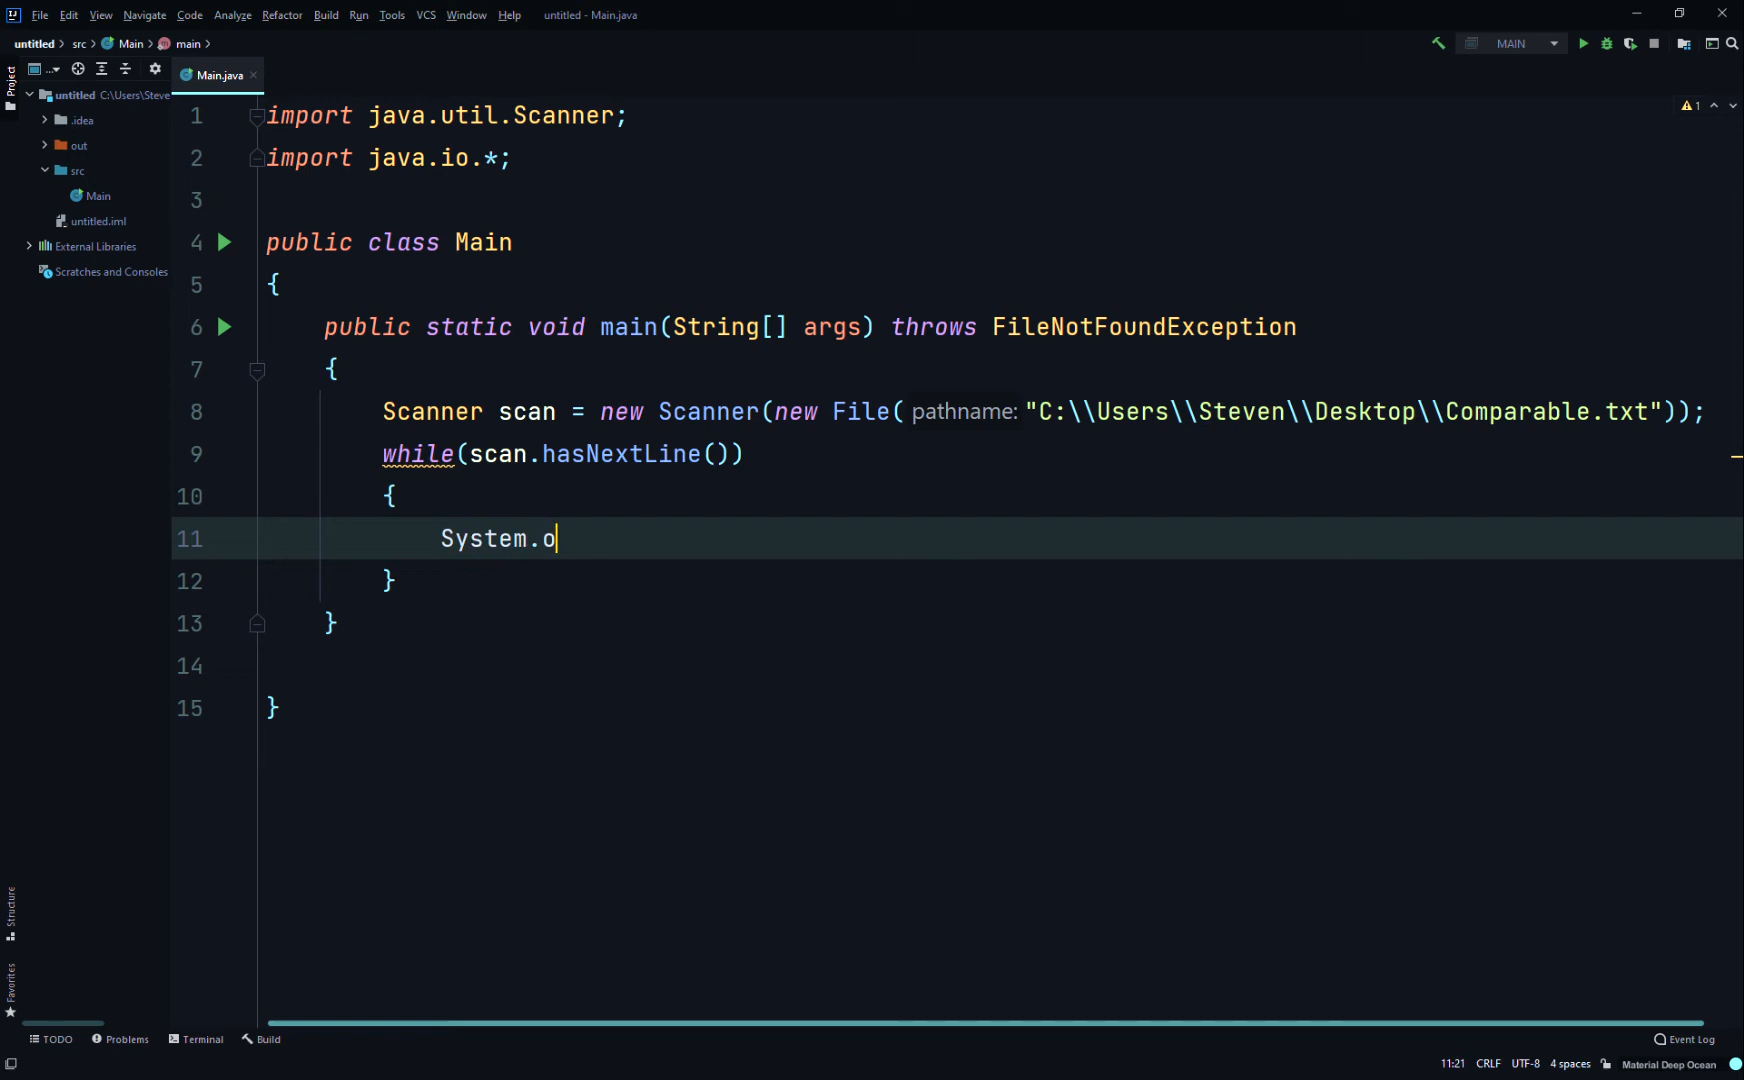 File Edit View Navigate Code Analyze Refactor Build Run Tools VCS Window Help untitled - Main.java
untitled > src > Main > main >
MAIN
Project
...
Main.java
untitled C:\Users\Steve
.idea
out
src
Main
untitled.iml
External Libraries
Scratches and Consoles
1 import java.util.Scanner;
1
2 import java.io.*;
3
4 public class Main
5 {
6 public static void main(String[] args) throws FileNotFoundException
7 {
8 Scanner scan = new Scanner(new File( pathname: "C:\\Users\\Steven\\Desktop\\Comparable.txt"));
9 while(scan.hasNextLine())
10 {
11 System.o
12 }
13 }
14
15 }
Structure
Favorites
TODO Problems Terminal Build Event Log
11:21 CRLF UTF-8 4 spaces Material Deep Ocean